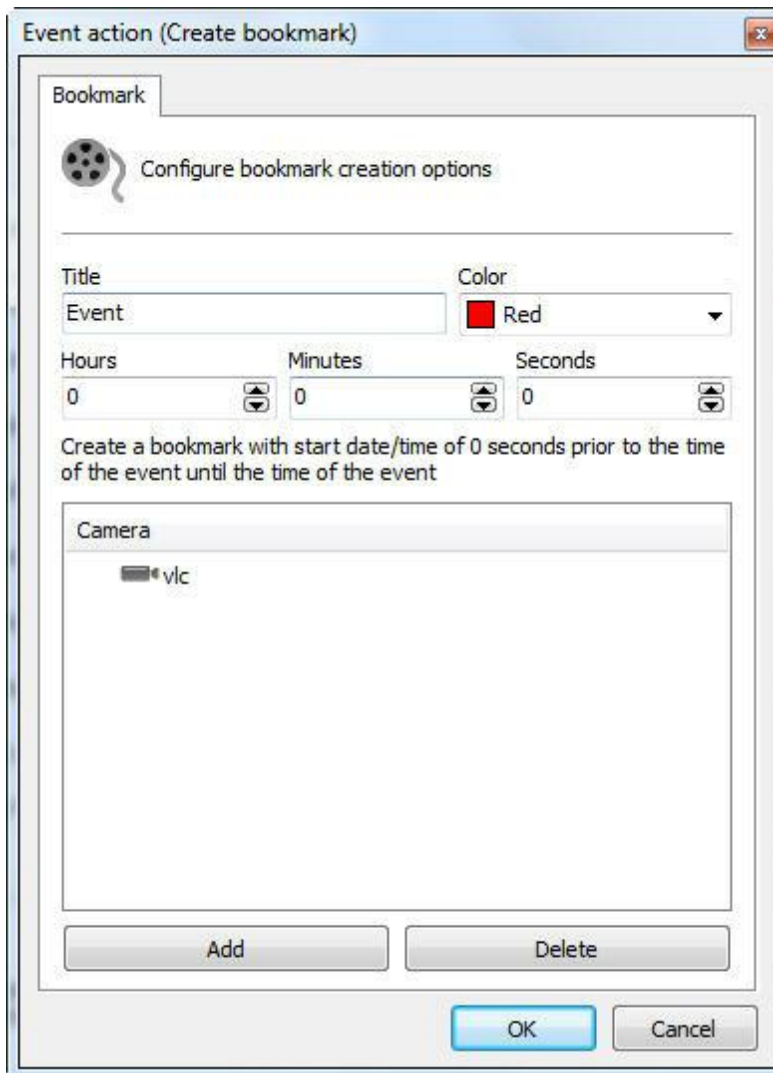 Event action (Create bookmark)
Bookmark
Configure bookmark creation options
Title Color
Event Red
Hours Minutes Seconds
0 0 0
Create a bookmark with start date/time of 0 seconds prior to the time
of the event until the time of the event
Camera
vlc
Add Delete
OK Cancel